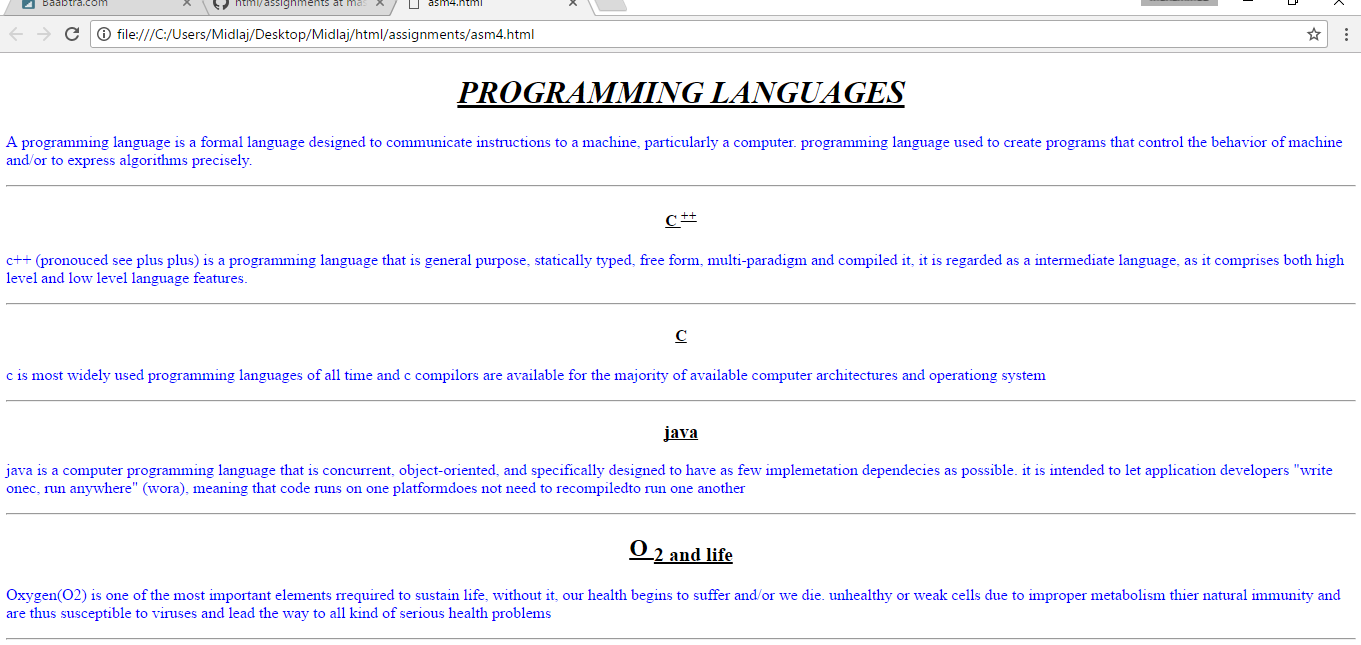 Baabtra.com
html/assignments at mas
asm4.html
file:///C:/Users/Midlaj/Desktop/Midlaj/html/assignments/asm4.html
PROGRAMMING LANGUAGES
A programming language is a formal language designed to communicate instructions to a machine, particularly a computer. programming language used to create programs that control the behavior of machine
and/or to express algorithms precisely.
C ++
c++ (pronouced see plus plus) is a programming language that is general purpose, statically typed, free form, multi-paradigm and compiled it, it is regarded as a intermediate language, as it comprises both high
level and low level language features.
C
c is most widely used programming languages of all time and c compilors are available for the majority of available computer architectures and operationg system
java
java is a computer programming language that is concurrent, object-oriented, and specifically designed to have as few implemetation dependecies as possible. it is intended to let application developers "write
onec, run anywhere" (wora), meaning that code runs on one platformdoes not need to recompiledto run one another
O 2 and life
Oxygen(O2) is one of the most important elements rrequired to sustain life, without it, our health begins to suffer and/or we die. unhealthy or weak cells due to improper metabolism thier natural immunity and
are thus susceptible to viruses and lead the way to all kind of serious health problems